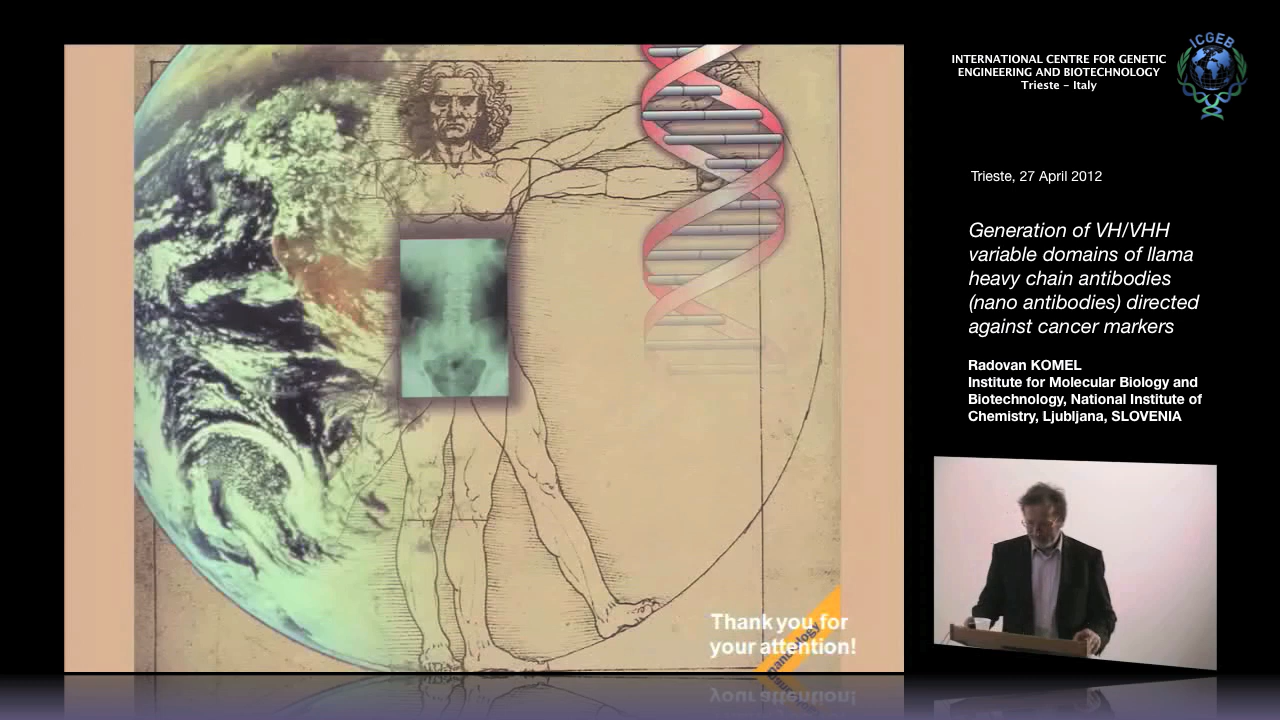 ICGEB
INTERNATIONAL CENTRE FOR GENETIC
ENGINEERING AND BIOTECHNOLOGY
Trieste - Italy
Trieste, 27 April 2012
Generation of VH/VHH
variable domains of llama
heavy chain antibodies
(nano antibodies) directed
against cancer markers
Radovan KOMEL
Institute for Molecular Biology and
Biotechnology, National Institute of
Chemistry, Ljubljana, SLOVENIA
Thank you for
your attention!